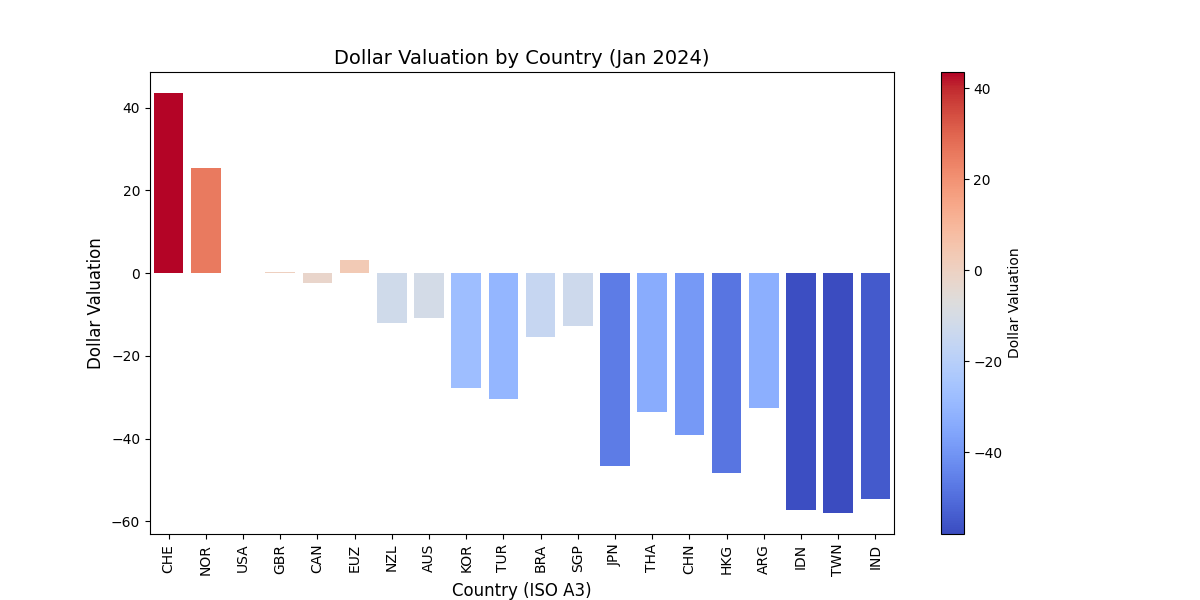 Dollar Valuation by Country (Jan 2024)
Dollar Valuation
40
20
0
−20
−40
−60
CHE NOR USA GBR CAN EUZ NZL AUS KOR TUR BRA SGP JPN THA CHN HKG ARG IDN TWN IND
Country (ISO A3)
40
20
0
−20
−40
Dollar Valuation